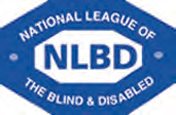 NATIONAL LEAGUE OF
NLBD
THE BLIND & DISABLED